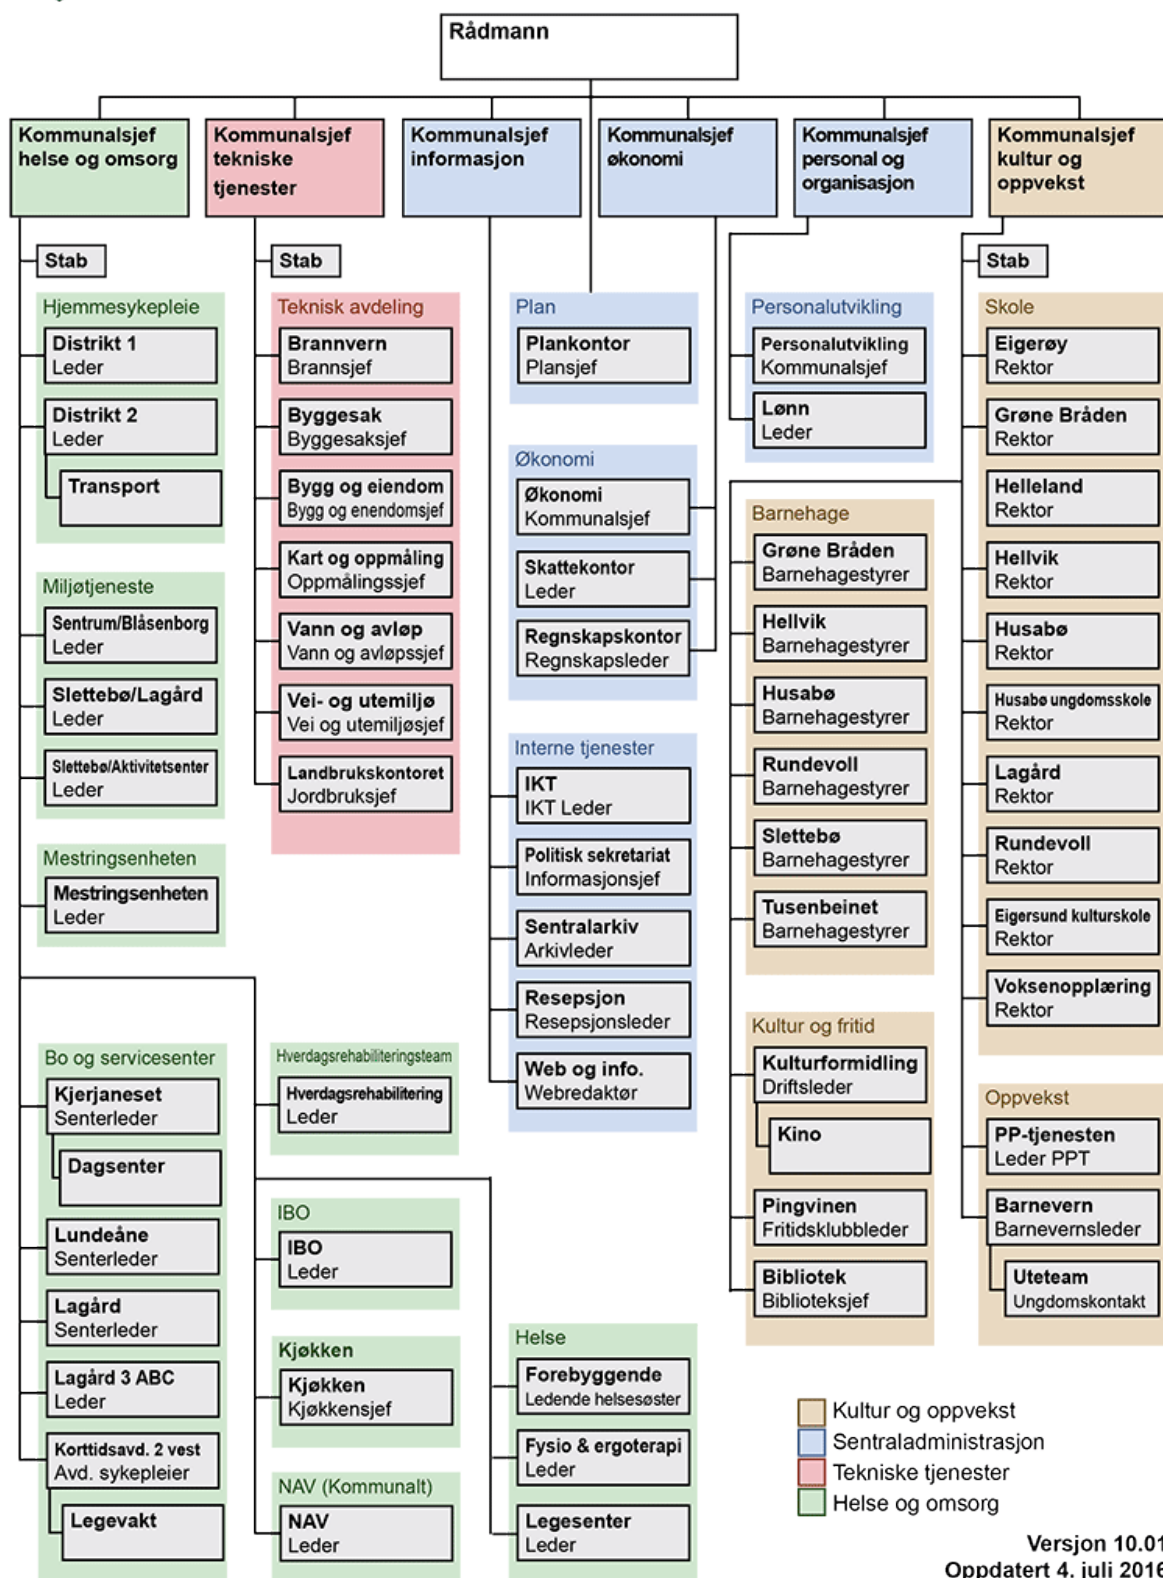 Rådmann
Kommunalsjef
helse og omsorg
Kommunalsjef
tekniske
tjenester
Kommunalsjef
informasjon
Kommunalsjef
økonomi
Kommunalsjef
personal og
organisasjon
Kommunalsjef
kultur og
oppvekst
Stab
Hjemmesykepleie
Distrikt 1
Leder
Distrikt 2
Leder
Transport
Miljøtjeneste
Sentrum/Blåsenborg
Leder
Slettebø/Lagård
Leder
Slettebø/Aktivitetsenter
Leder
Mestringsenheten
Mestringsenheten
Leder
Bo og servicesenter
Kjerjaneset
Senterleder
Dagsenter
Lundeåne
Senterleder
Lagård
Senterleder
Lagård 3 ABC
Leder
Korttidsavd. 2 vest
Avd. sykepleier
Legevakt
Stab
Teknisk avdeling
Brannvern
Brannsjef
Byggesak
Byggesaksjef
Bygg og eiendom
Bygg og enendomsjef
Kart og oppmåling
Oppmålingssjef
Vann og avløp
Vann og avløpssjef
Vei- og utemiljø
Vei og utemiljøsjef
Landbrukskontoret
Jordbruksjef
Hverdagsrehabiliteringsteam
Hverdagsrehabilitering
Leder
IBO
IBO
Leder
Kjøkken
Kjøkken
Kjøkkensjef
NAV (Kommunalt)
NAV
Leder
Plan
Plankontor
Plansjef
Økonomi
Økonomi
Kommunalsjef
Skattekontor
Leder
Regnskapskontor
Regnskapsleder
Interne tjenester
IKT
IKT Leder
Politisk sekretariat
Informasjonsjef
Sentralarkiv
Arkivleder
Resepsjon
Resepsjonsleder
Web og info.
Webredaktør
Helse
Forebyggende
Ledende helsesøster
Fysio & ergoterapi
Leder
Legesenter
Leder
Personalutvikling
Personalutvikling
Kommunalsjef
Lønn
Leder
Barnehage
Grøne Bråden
Barnehagestyrer
Hellvik
Barnehagestyrer
Husabø
Barnehagestyrer
Rundevoll
Barnehagestyrer
Slettebø
Barnehagestyrer
Tusenbeinet
Barnehagestyrer
Kultur og fritid
Kulturformidling
Driftsleder
Kino
Pingvinen
Fritidsklubbleder
Bibliotek
Biblioteksjef
Stab
Skole
Eigerøy
Rektor
Grøne Bråden
Rektor
Helleland
Rektor
Hellvik
Rektor
Husabø
Rektor
Husabø ungdomsskole
Rektor
Lagård
Rektor
Rundevoll
Rektor
Eigersund kulturskole
Rektor
Voksenopplæring
Rektor
Oppvekst
PP-tjenesten
Leder PPT
Barnevern
Barnevernsleder
Uteteam
Ungdomskontakt
Kultur og oppvekst
Sentraladministrasjon
Tekniske tjenester
Helse og omsorg
Versjon 10.01
Oppdatert 4. juli 2016